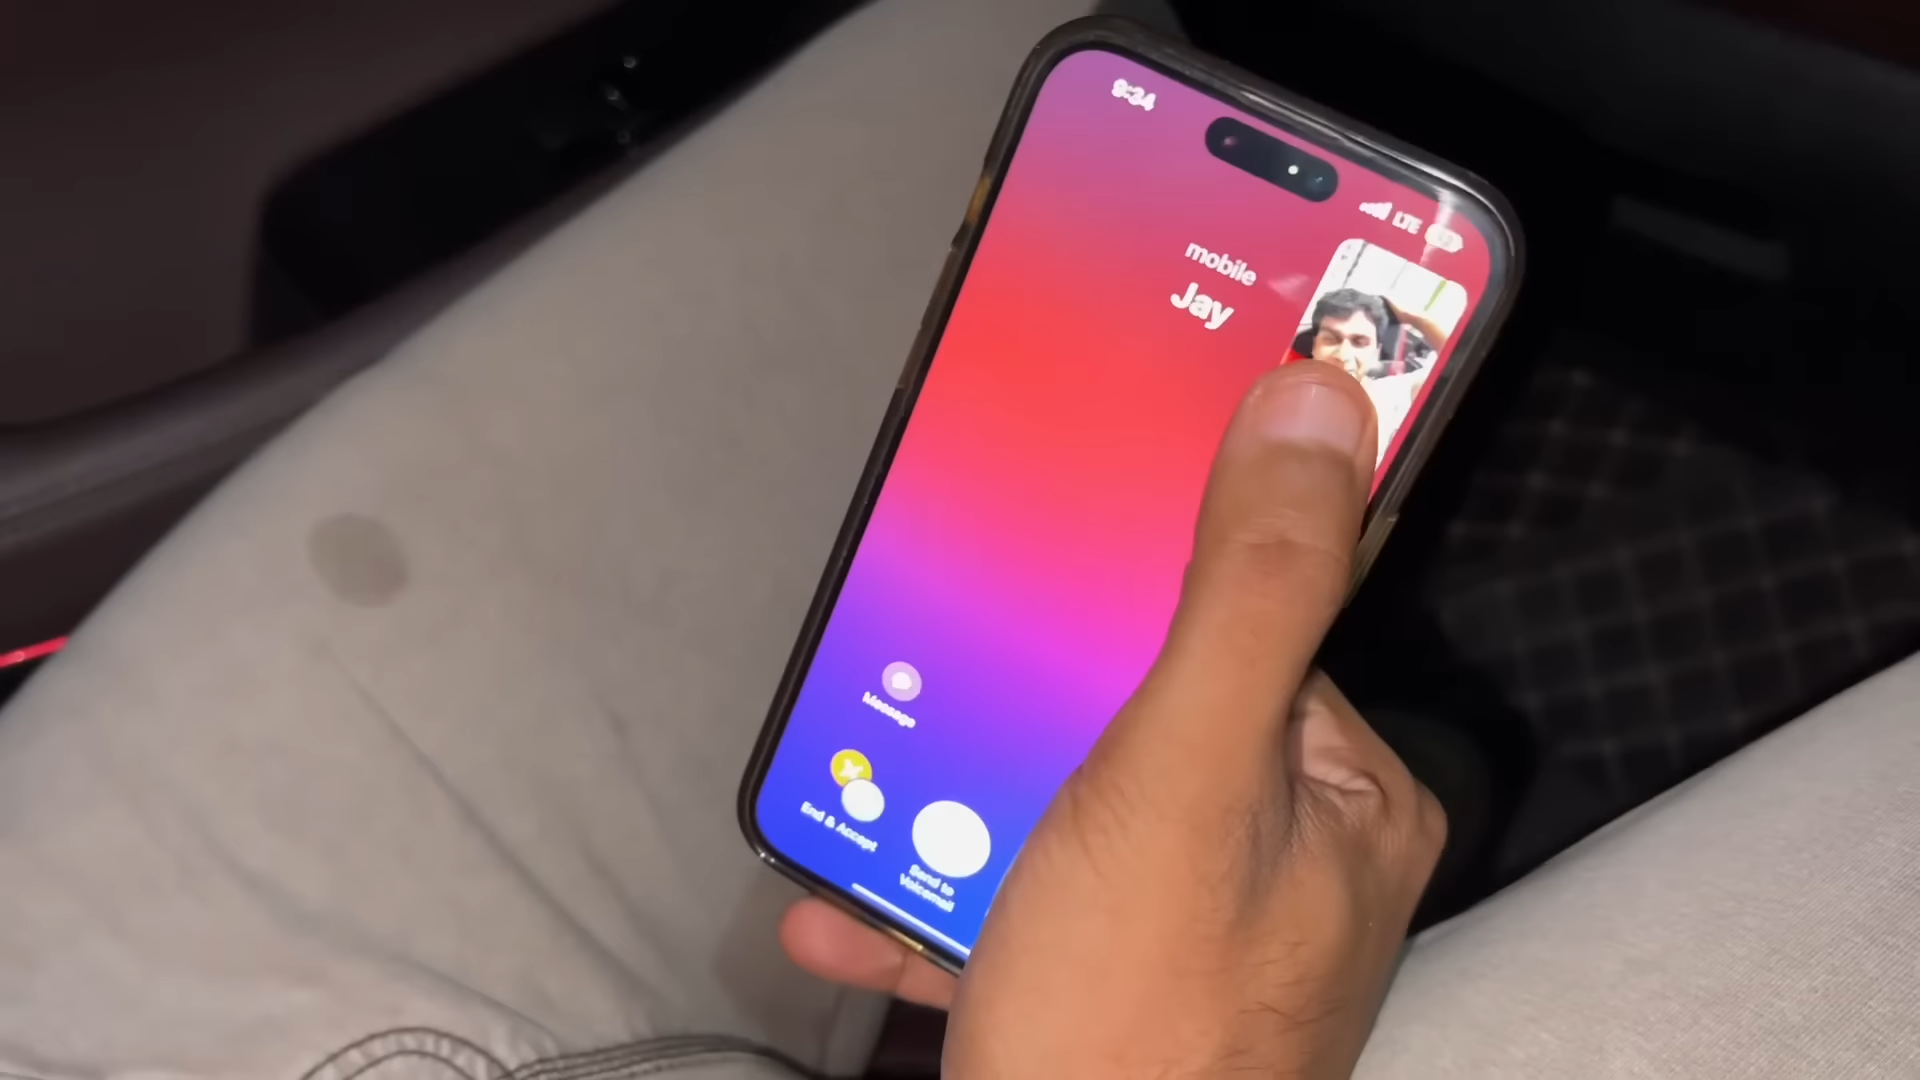 9:34
LTE
mobile
Jay
Message
End & Accept
Send to
Voicemail